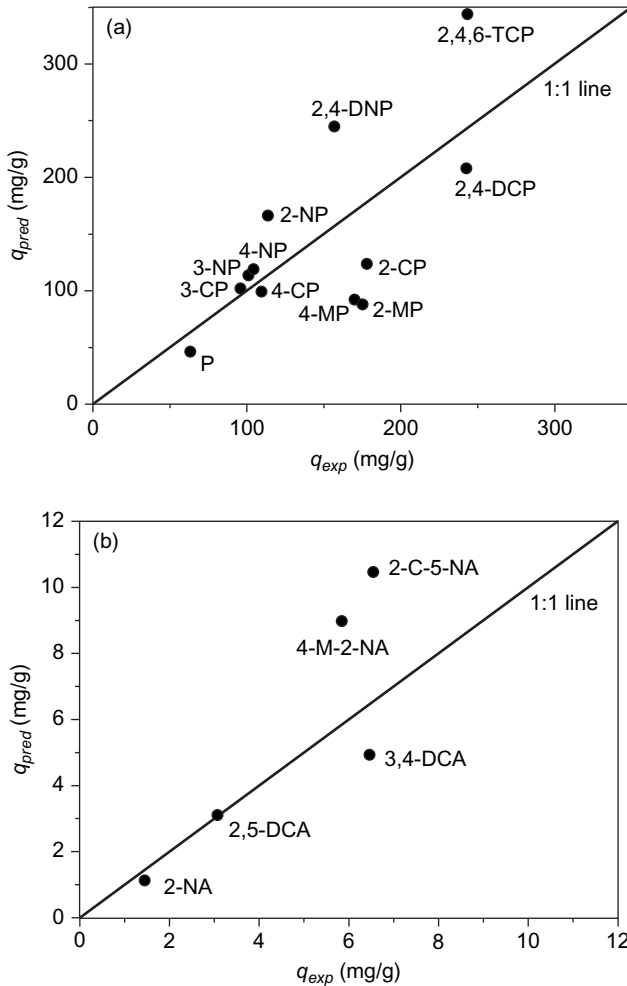 (a)
350
300
250
200
150
100
50
0
0
100
200
300
q_pred (mg/g)
q_exp (mg/g)
2,4,6-TCP
1:1 line
2,4-DNP
2,4-DCP
2-NP
4-NP
3-NP
2-CP
3-CP
4-CP
4-MP
2-MP
P
(b)
12
10
8
6
4
2
0
0
2
4
6
8
10
12
q_pred (mg/g)
q_exp (mg/g)
2-C-5-NA
1:1 line
4-M-2-NA
3,4-DCA
2,5-DCA
2-NA